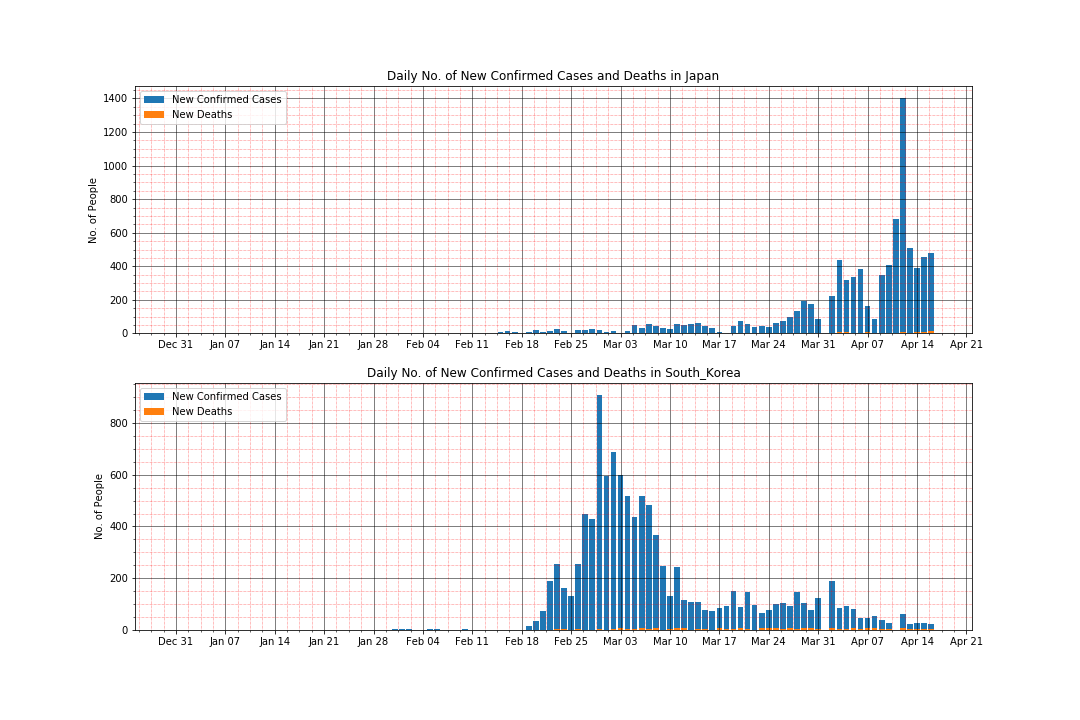 Daily No. of New Confirmed Cases and Deaths in Japan
New Confirmed Cases
New Deaths
No. of People
1400
1200
1000
800
600
400
200
0
Dec 31 Jan 07 Jan 14 Jan 21 Jan 28 Feb 04 Feb 11 Feb 18 Feb 25 Mar 03 Mar 10 Mar 17 Mar 24 Mar 31 Apr 07 Apr 14 Apr 21
Daily No. of New Confirmed Cases and Deaths in South_Korea
New Confirmed Cases
New Deaths
No. of People
800
600
400
200
0
Dec 31 Jan 07 Jan 14 Jan 21 Jan 28 Feb 04 Feb 11 Feb 18 Feb 25 Mar 03 Mar 10 Mar 17 Mar 24 Mar 31 Apr 07 Apr 14 Apr 21